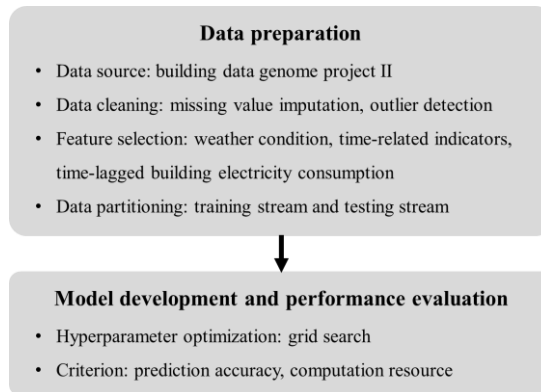 Data preparation
• Data source: building data genome project II
• Data cleaning: missing value imputation, outlier detection
• Feature selection: weather condition, time-related indicators,
time-lagged building electricity consumption
• Data partitioning: training stream and testing stream
Model development and performance evaluation
• Hyperparameter optimization: grid search
• Criterion: prediction accuracy, computation resource